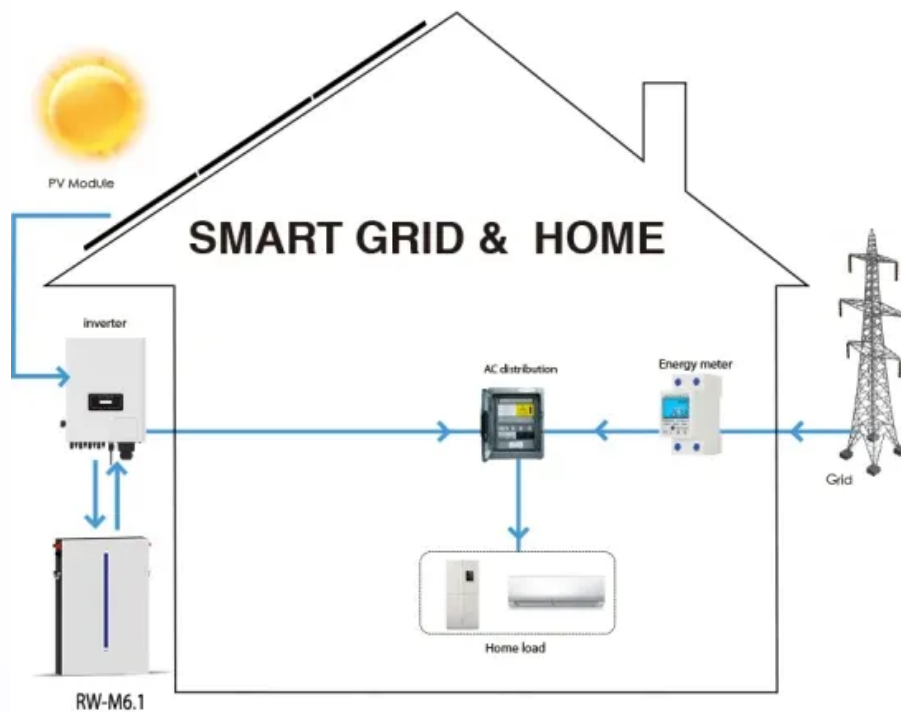 PV Module
SMART GRID & HOME
inverter
AC distribution
Energy meter
Grid
Home load
RW-M6.1